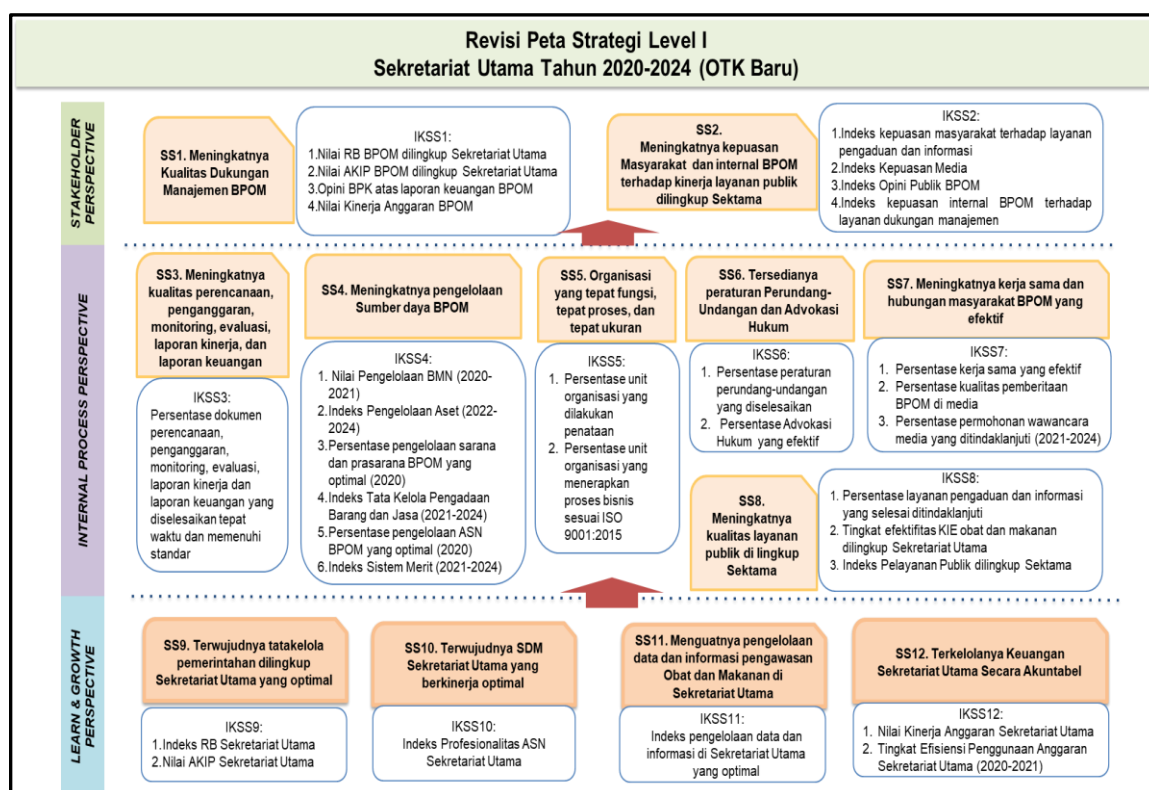 Revisi Peta Strategi Level I
Sekretariat Utama Tahun 2020-2024 (OTK Baru)
STAKEHOLDER
PERSPECTIVE
SS1. Meningkatnya
Kualitas Dukungan
Manajemen BPOM
IKSS1:
1.Nilai RB BPOM dilingkup Sekretariat Utama
2.Nilai AKIP BPOM dilingkup Sekretariat Utama
3.Opini BPK atas laporan keuangan BPOM
4.Nilai Kinerja Anggaran BPOM
SS2.
Meningkatnya kepuasan
Masyarakat dan internal BPOM
terhadap kinerja layanan publik
dilingkup Sektama
IKSS2:
1.Indeks kepuasan masyarakat terhadap layanan
pengaduan dan informasi
2.Indeks Kepuasan Media
3.Indeks Opini Publik BPOM
4.Indeks kepuasan internal BPOM terhadap
layanan dukungan manajemen
INTERNAL PROCESS PERSPECTIVE
SS3. Meningkatnya
kualitas perencanaan,
penganggaran,
monitoring, evaluasi,
laporan kinerja, dan
laporan keuangan
IKSS3:
Persentase dokumen
perencanaan,
penganggaran,
monitoring, evaluasi,
laporan kinerja dan
laporan keuangan yang
diselesaikan tepat
waktu dan memenuhi
standar
SS4. Meningkatnya pengelolaan
Sumber daya BPOM
IKSS4:
1. Nilai Pengelolaan BMN (2020-
2021)
2.Indeks Pengelolaan Aset (2022-
2024)
3.Persentase pengelolaan sarana
dan prasarana BPOM yang
optimal (2020)
4.Indeks Tata Kelola Pengadaan
Barang dan Jasa (2021-2024)
5.Persentase pengelolaan ASN
BPOM yang optimal (2020)
6.Indeks Sistem Merit (2021-2024)
SS5. Organisasi
yang tepat fungsi,
tepat proses, dan
tepat ukuran
IKSS5:
1. Persentase unit
organisasi yang
dilakukan
penataan
2. Persentase unit
organisasi yang
menerapkan
proses bisnis
sesuai ISO
9001:2015
SS6. Tersedianya
peraturan Perundang-
Undangan dan Advokasi
Hukum
IKSS6:
1. Persentase peraturan
perundang-undangan
yang diselesaikan
2. Persentase Advokasi
Hukum yang efektif
SS7. Meningkatnya kerja sama dan
hubungan masyarakat BPOM yang
efektif
IKSS7:
1. Persentase kerja sama yang efektif
2. Persentase kualitas pemberitaan
BPOM di media
3. Persentase permohonan wawancara
media yang ditindaklanjuti (2021-2024)
SS8.
Meningkatnya
kualitas layanan
publik di lingkup
Sektama
IKSS8:
1. Persentase layanan pengaduan dan informasi
yang selesai ditindaklanjuti
2. Tingkat efektifitas KIE obat dan makanan
dilingkup Sekretariat Utama
3. Indeks Pelayanan Publik dilingkup Sektama
LEARN & GROWTH
PERSPECTIVE
SS9. Terwujudnya tatakelola
pemerintahan dilingkup
Sekretariat Utama yang optimal
IKSS9:
1.Indeks RB Sekretariat Utama
2.Nilai AKIP Sekretariat Utama
SS10. Terwujudnya SDM
Sekretariat Utama yang
berkinerja optimal
IKSS10:
Indeks Profesionalitas ASN
Sekretariat Utama
SS11. Menguatnya pengelolaan
data dan informasi pengawasan
Obat dan Makanan di
Sekretariat Utama
IKSS11:
Indeks pengelolaan data dan
informasi di Sekretariat Utama
yang optimal
SS12. Terkelolanya Keuangan
Sekretariat Utama Secara Akuntabel
IKSS12:
1. Nilai Kinerja Anggaran Sekretariat Utama
2. Tingkat Efisiensi Penggunaan Anggaran
Sekretariat Utama (2020-2021)